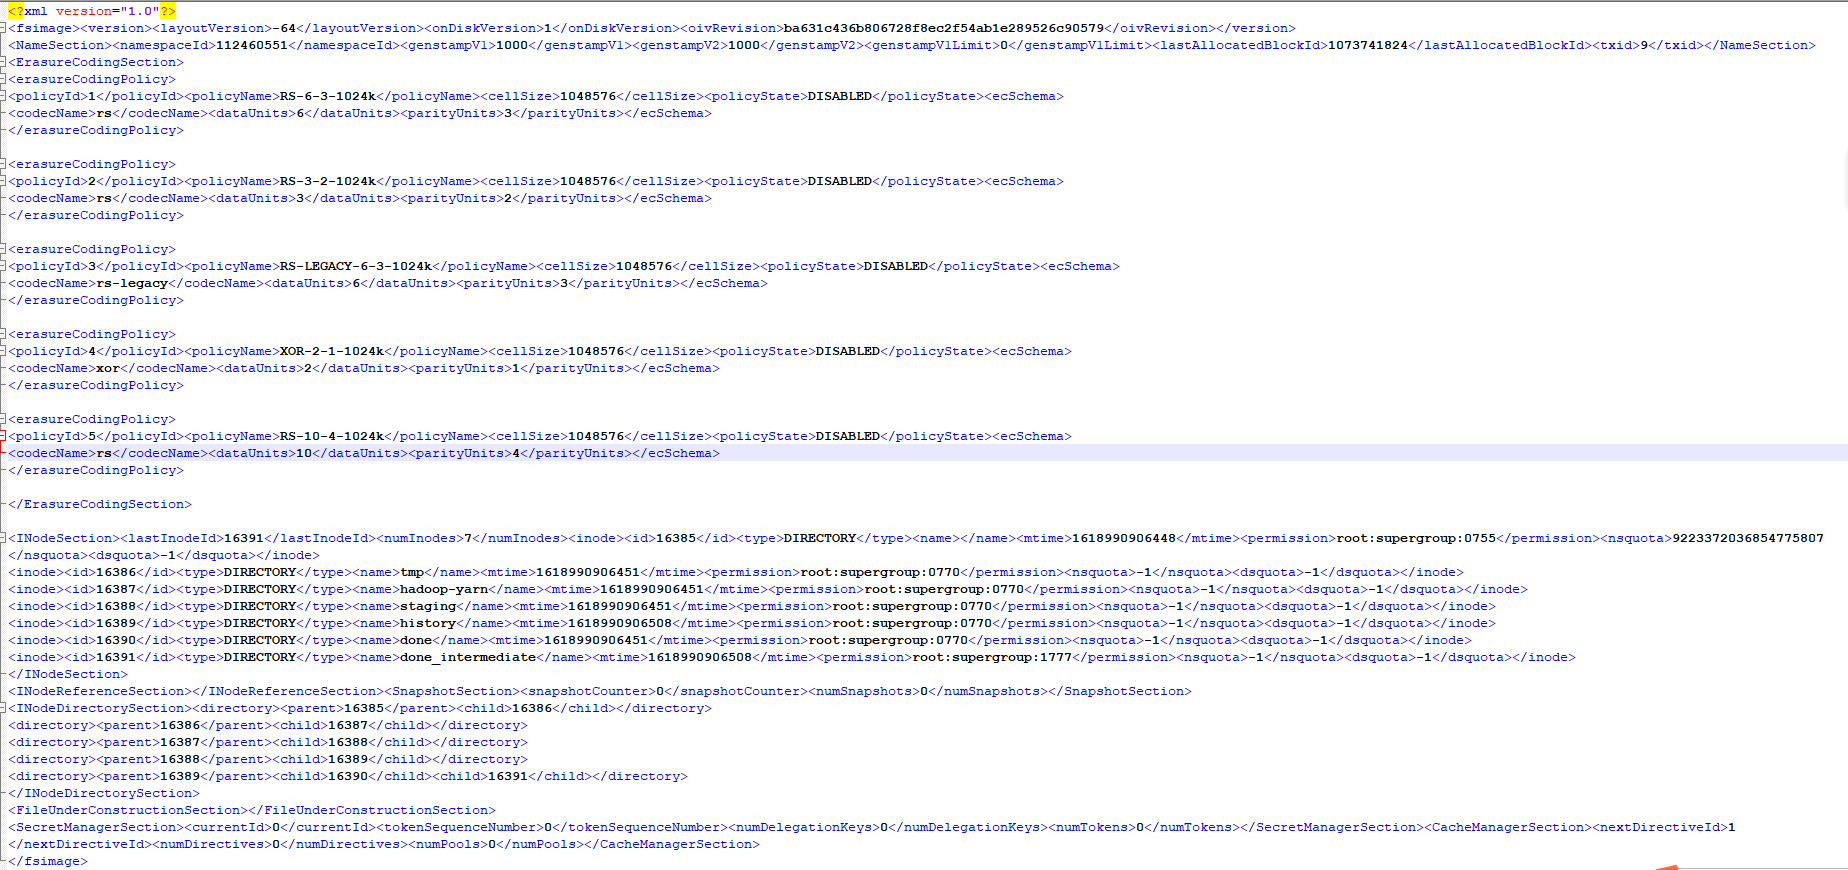 <?xml version="1.0"?>
<fsimage><version><layoutVersion>-64</layoutVersion><onDiskVersion>1</onDiskVersion><oivRevision>ba631c436b806728f8ec2f54ab1e289526c90579</oivRevision></version>
<NameSection><namespaceId>112460551</namespaceId><genstampV1>1000</genstampV1><genstampV2>1000</genstampV2><genstampV1Limit>0</genstampV1Limit><lastAllocatedBlockId>1073741824</lastAllocatedBlockId><txid>9</txid></NameSection>
<ErasureCodingSection>
<erasureCodingPolicy>
<policyId>1</policyId><policyName>RS-6-3-1024k</policyName><cellSize>1048576</cellSize><policyState>DISABLED</policyState><ecSchema>
<codecName>rs</codecName><dataUnits>6</dataUnits><parityUnits>3</parityUnits></ecSchema>
</erasureCodingPolicy>
<erasureCodingPolicy>
<policyId>2</policyId><policyName>RS-3-2-1024k</policyName><cellSize>1048576</cellSize><policyState>DISABLED</policyState><ecSchema>
<codecName>rs</codecName><dataUnits>3</dataUnits><parityUnits>2</parityUnits></ecSchema>
</erasureCodingPolicy>
<erasureCodingPolicy>
<policyId>3</policyId><policyName>RS-LEGACY-6-3-1024k</policyName><cellSize>1048576</cellSize><policyState>DISABLED</policyState><ecSchema>
<codecName>rs-legacy</codecName><dataUnits>6</dataUnits><parityUnits>3</parityUnits></ecSchema>
</erasureCodingPolicy>
<erasureCodingPolicy>
<policyId>4</policyId><policyName>XOR-2-1-1024k</policyName><cellSize>1048576</cellSize><policyState>DISABLED</policyState><ecSchema>
<codecName>xor</codecName><dataUnits>2</dataUnits><parityUnits>1</parityUnits></ecSchema>
</erasureCodingPolicy>
<erasureCodingPolicy>
<policyId>5</policyId><policyName>RS-10-4-1024k</policyName><cellSize>1048576</cellSize><policyState>DISABLED</policyState><ecSchema>
<codecName>rs</codecName><dataUnits>10</dataUnits><parityUnits>4</parityUnits></ecSchema>
</erasureCodingPolicy>
</ErasureCodingSection>
<INodeSection><lastInodeId>16391</lastInodeId><numInodes>7</numInodes><inode><id>16385</id><type>DIRECTORY</type><name></name><mtime>1618990906448</mtime><permission>root:supergroup:0755</permission><nsquota>9223372036854775807
</nsquota><dsquota>-1</dsquota></inode>
<inode><id>16386</id><type>DIRECTORY</type><name>tmp</name><mtime>1618990906451</mtime><permission>root:supergroup:0770</permission><nsquota>-1</nsquota><dsquota>-1</dsquota></inode>
<inode><id>16387</id><type>DIRECTORY</type><name>hadoop-yarn</name><mtime>1618990906451</mtime><permission>root:supergroup:0770</permission><nsquota>-1</nsquota><dsquota>-1</dsquota></inode>
<inode><id>16388</id><type>DIRECTORY</type><name>staging</name><mtime>1618990906451</mtime><permission>root:supergroup:0770</permission><nsquota>-1</nsquota><dsquota>-1</dsquota></inode>
<inode><id>16389</id><type>DIRECTORY</type><name>history</name><mtime>1618990906508</mtime><permission>root:supergroup:0770</permission><nsquota>-1</nsquota><dsquota>-1</dsquota></inode>
<inode><id>16390</id><type>DIRECTORY</type><name>done</name><mtime>1618990906451</mtime><permission>root:supergroup:0770</permission><nsquota>-1</nsquota><dsquota>-1</dsquota></inode>
<inode><id>16391</id><type>DIRECTORY</type><name>done_intermediate</name><mtime>1618990906508</mtime><permission>root:supergroup:1777</permission><nsquota>-1</nsquota><dsquota>-1</dsquota></inode>
</INodeSection>
<INodeReferenceSection></INodeReferenceSection><SnapshotSection><snapshotCounter>0</snapshotCounter><numSnapshots>0</numSnapshots></SnapshotSection>
<INodeDirectorySection><directory><parent>16385</parent><child>16386</child></directory>
<directory><parent>16386</parent><child>16387</child></directory>
<directory><parent>16387</parent><child>16388</child></directory>
<directory><parent>16388</parent><child>16389</child></directory>
<directory><parent>16389</parent><child>16390</child><child>16391</child></directory>
</INodeDirectorySection>
<FileUnderConstructionSection></FileUnderConstructionSection>
<SecretManagerSection><currentId>0</currentId><tokenSequenceNumber>0</tokenSequenceNumber><numDelegationKeys>0</numDelegationKeys><numTokens>0</numTokens></SecretManagerSection><CacheManagerSection><nextDirectiveId>1
</nextDirectiveId><numDirectives>0</numDirectives><numPools>0</numPools></CacheManagerSection>
</fsimage>